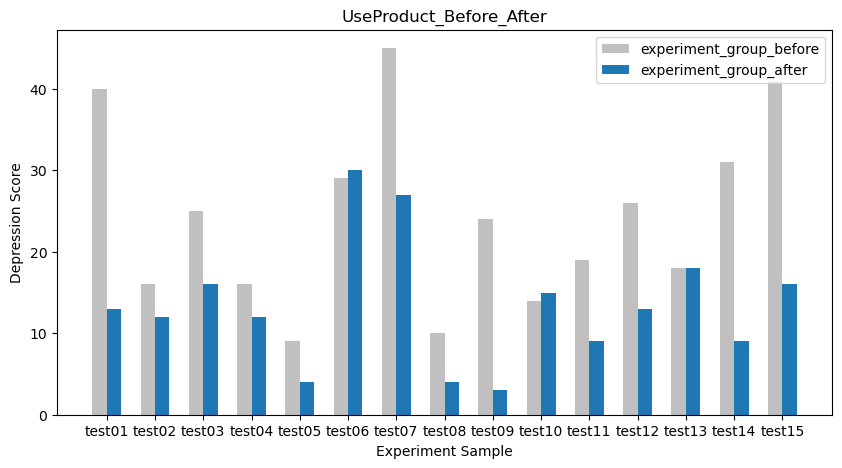 UseProduct_Before_After
experiment_group_before
experiment_group_after
Depression Score
40
30
20
10
0
test01 test02 test03 test04 test05 test06 test07 test08 test09 test10 test11 test12 test13 test14 test15
Experiment Sample